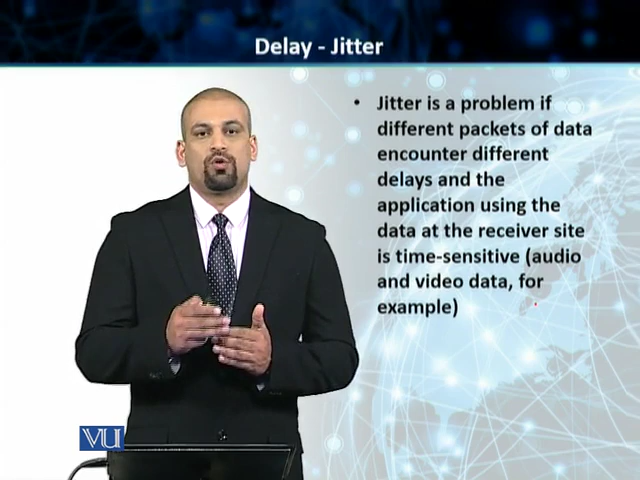 Delay - Jitter
• Jitter is a problem if
different packets of data
encounter different
delays and the
application using the
data at the receiver site
is time-sensitive (audio
and video data, for
example)
VU